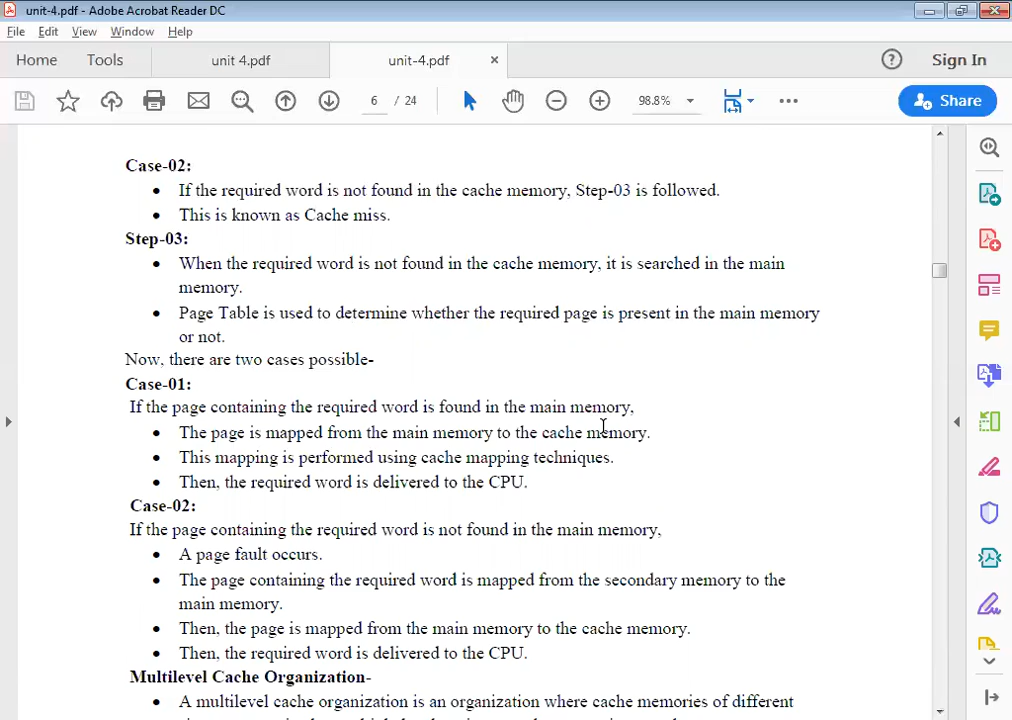 unit-4.pdf - Adobe Acrobat Reader DC
File Edit View Window Help
Home Tools unit 4.pdf unit-4.pdf × ? Sign In
6 / 24 98.8% Share
Case-02:
• If the required word is not found in the cache memory, Step-03 is followed.
• This is known as Cache miss.
Step-03:
• When the required word is not found in the cache memory, it is searched in the main
memory.
• Page Table is used to determine whether the required page is present in the main memory
or not.
Now, there are two cases possible-
Case-01:
If the page containing the required word is found in the main memory,
• The page is mapped from the main memory to the cache memory.
• This mapping is performed using cache mapping techniques.
• Then, the required word is delivered to the CPU.
Case-02:
If the page containing the required word is not found in the main memory,
• A page fault occurs.
• The page containing the required word is mapped from the secondary memory to the
main memory.
• Then, the page is mapped from the main memory to the cache memory.
• Then, the required word is delivered to the CPU.
Multilevel Cache Organization-
• A multilevel cache organization is an organization where cache memories of different